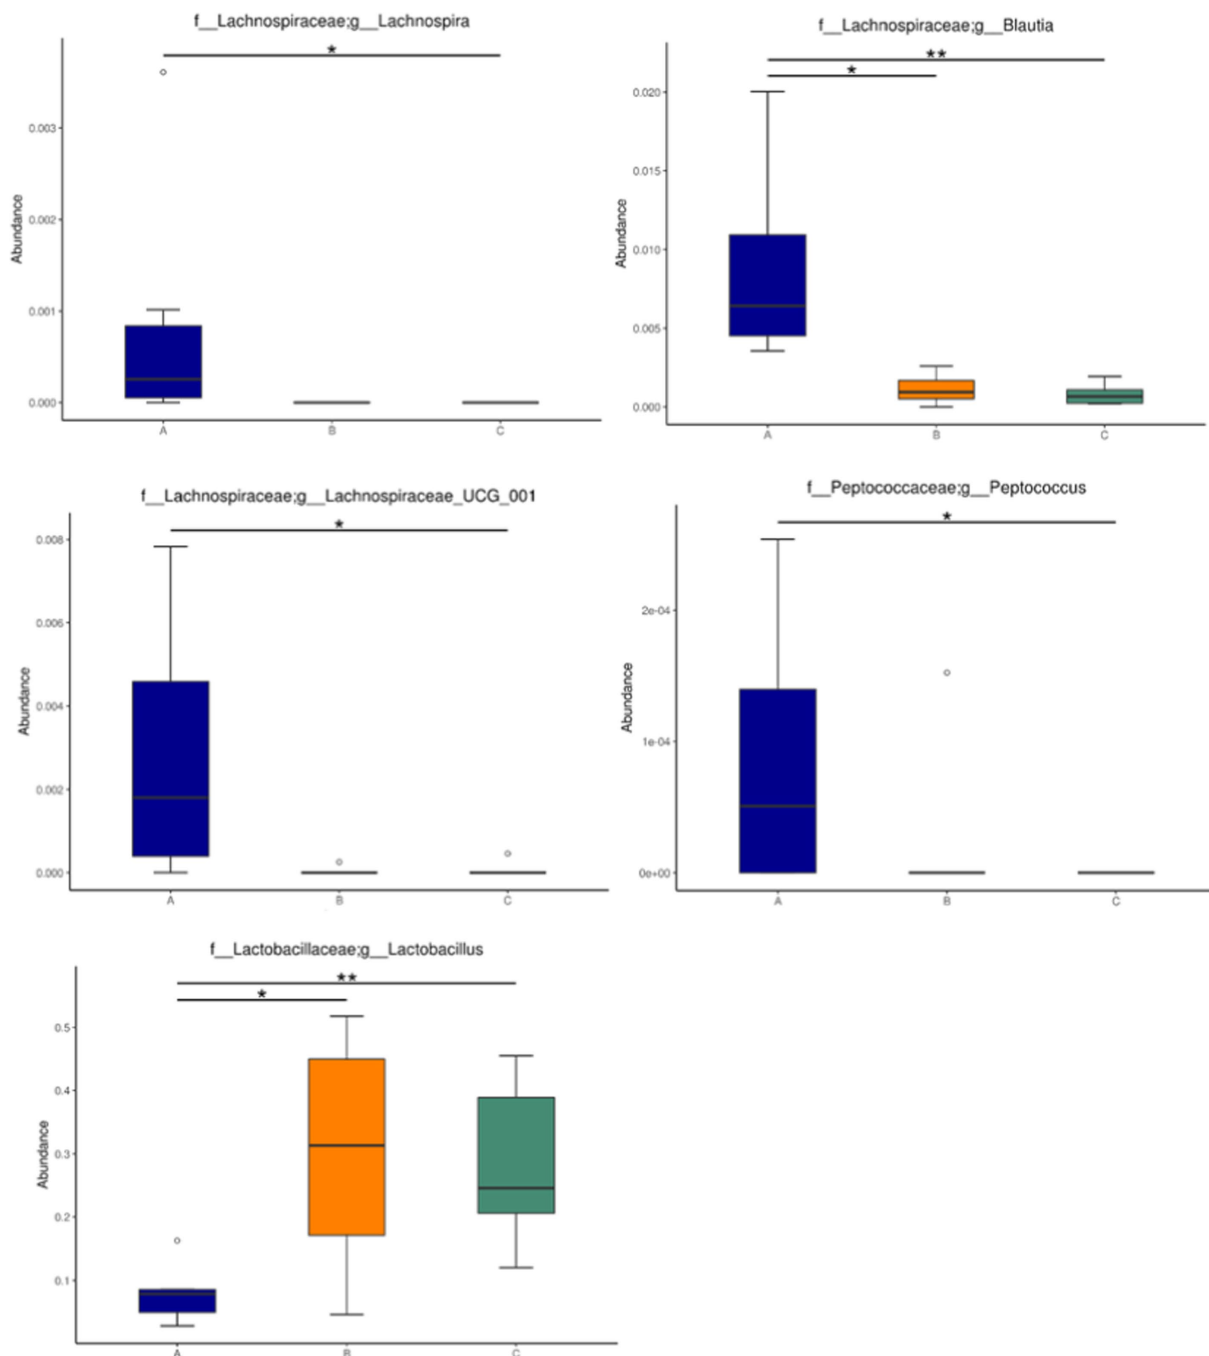 f__Lachnospiraceae;g__Lachnospira
*
0.003
0.002
0.001
0.000
Abundance
A B C
f__Lachnospiraceae;g__Blautia
**
*
0.020
0.015
0.010
0.005
0.000
Abundance
A B C
f__Lachnospiraceae;g__Lachnospiraceae_UCG_001
*
0.008
0.006
0.004
0.002
0.000
Abundance
A B C
f__Peptococcaceae;g__Peptococcus
*
2e-04
1e-04
0e+00
Abundance
A B C
f__Lactobacillaceae;g__Lactobacillus
**
*
0.5
0.4
0.3
0.2
0.1
Abundance
A B C